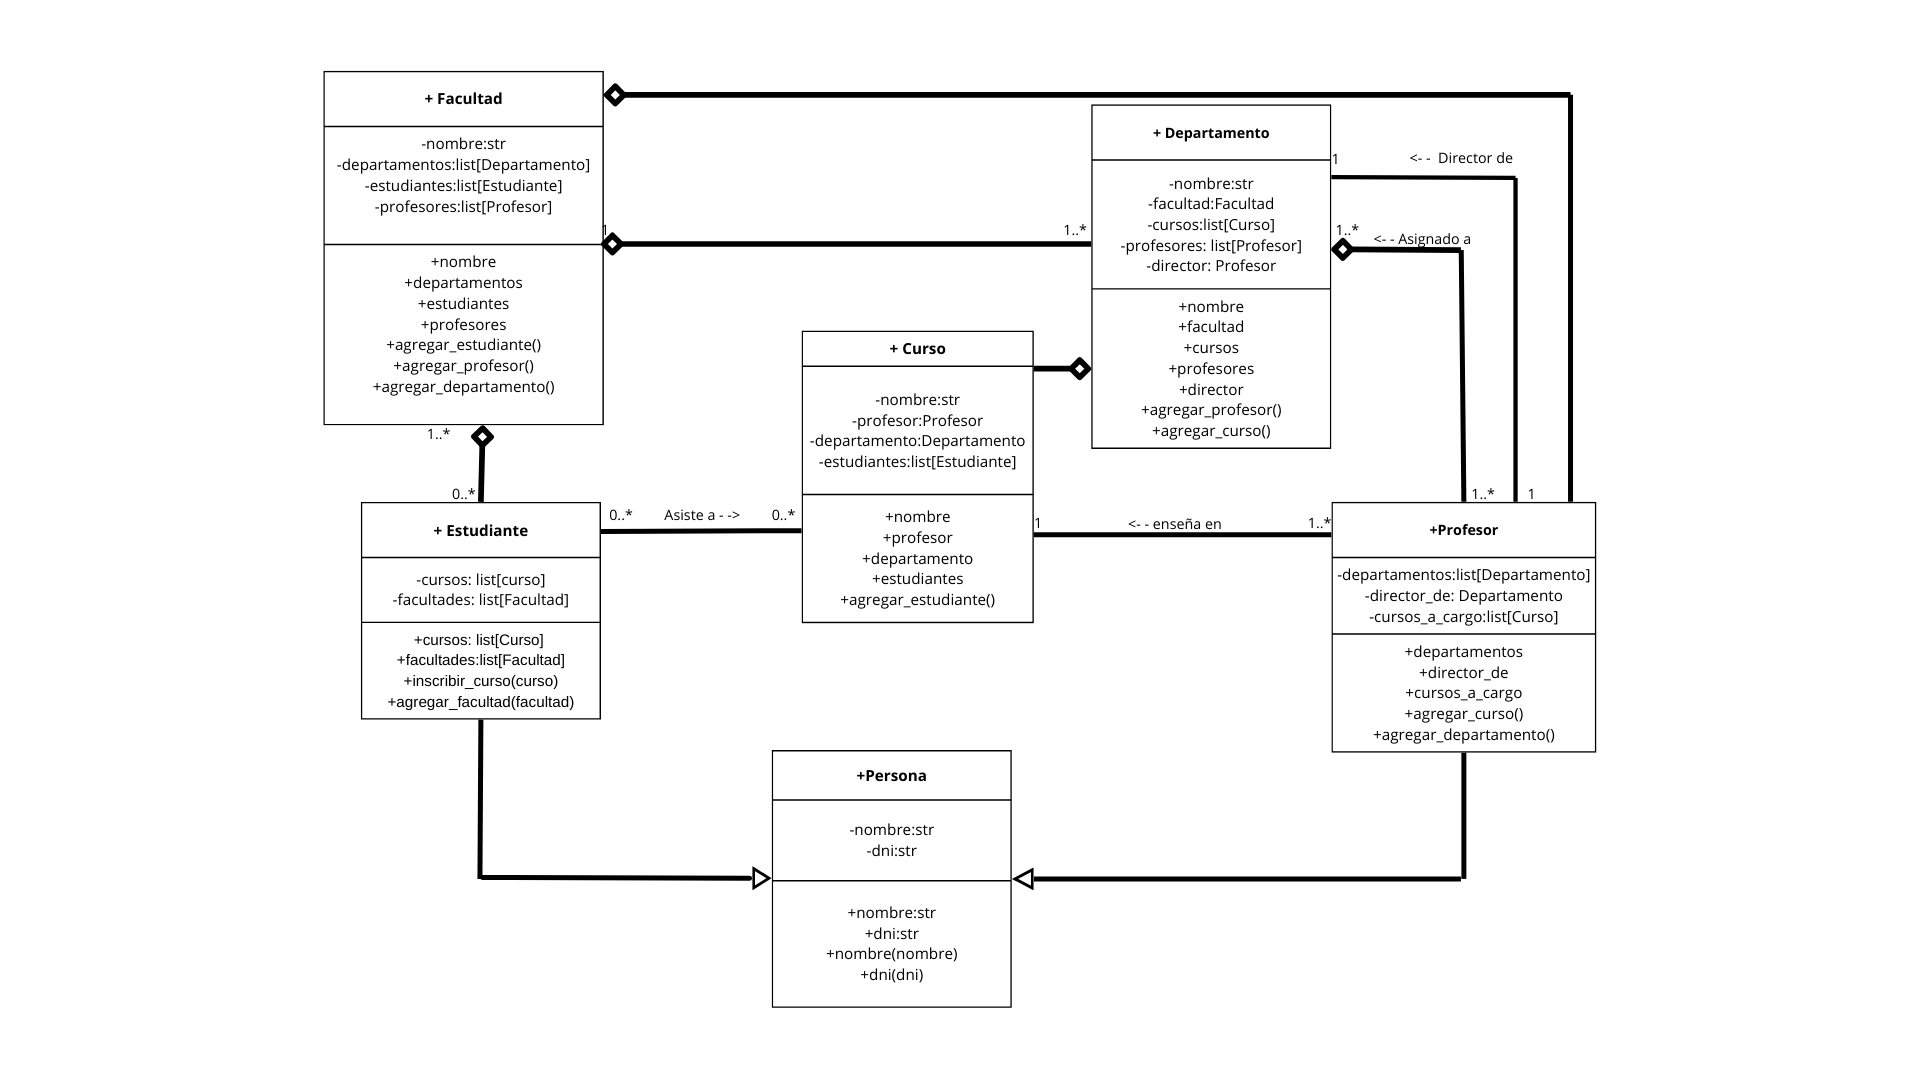 + Facultad
-nombre:str
-departamentos:list[Departamento]
-estudiantes:list[Estudiante]
-profesores:list[Profesor]
+nombre
+departamentos
+estudiantes
+profesores
+agregar_estudiante()
+agregar_profesor()
+agregar_departamento()
1
1..*
1..*
0..*
+ Departamento
-nombre:str
-facultad:Facultad
-cursos:list[Curso]
-profesores: list[Profesor]
-director: Profesor
+nombre
+facultad
+cursos
+profesores
+director
+agregar_profesor()
+agregar_curso()
1
<- - Director de
1..*
<- - Asignado a
1..*
1
+ Curso
-nombre:str
-profesor:Profesor
-departamento:Departamento
-estudiantes:list[Estudiante]
+nombre
+profesor
+departamento
+estudiantes
+agregar_estudiante()
0..*
Asiste a - ->
0..*
1
<- - enseña en
1..*
+ Estudiante
-cursos: list[curso]
-facultades: list[Facultad]
+cursos: list[Curso]
+facultades:list[Facultad]
+inscribir_curso(curso)
+agregar_facultad(facultad)
+Profesor
-departamentos:list[Departamento]
-director_de: Departamento
-cursos_a_cargo:list[Curso]
+departamentos
+director_de
+cursos_a_cargo
+agregar_curso()
+agregar_departamento()
+Persona
-nombre:str
-dni:str
+nombre:str
+dni:str
+nombre(nombre)
+dni(dni)